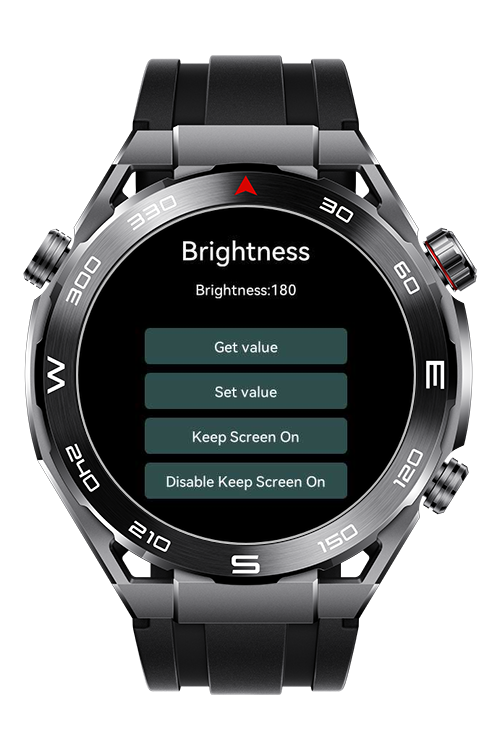 330
30
300
60
W
E
240
120
210
150
S
Brightness
Brightness:180
Get value
Set value
Keep Screen On
Disable Keep Screen On